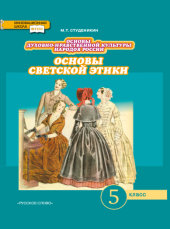 М.Т. СТУДЕНИКИН
ОСНОВЫ
ДУХОВНО-НРАВСТВЕННОЙ КУЛЬТУРЫ
НАРОДОВ РОССИИ
ОСНОВЫ
СВЕТСКОЙ ЭТИКИ
5 КЛАСС
«РУССКОЕ СЛОВО»